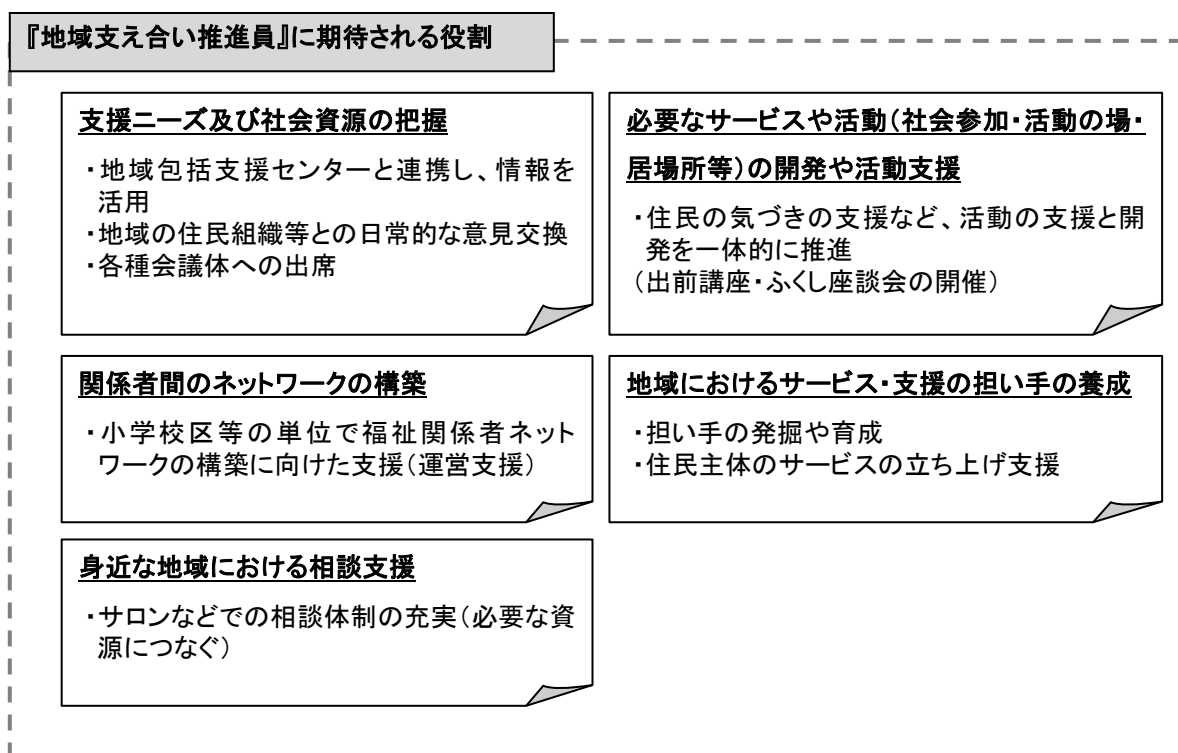 『地域支え合い推進員』に期待される役割
支援ニーズ及び社会資源の把握
・地域包括支援センターと連携し、情報を
活用
・地域の住民組織等との日常的な意見交換
・各種会議体への出席
必要なサービスや活動(社会参加・活動の場・
居場所等)の開発や活動支援
・住民の気づきの支援など、活動の支援と開
発を一体的に推進
(出前講座・ふくし座談会の開催)
関係者間のネットワークの構築
・小学校区等の単位で福祉関係者ネット
ワークの構築に向けた支援(運営支援)
地域におけるサービス・支援の担い手の養成
・担い手の発掘や育成
・住民主体のサービスの立ち上げ支援
身近な地域における相談支援
・サロンなどでの相談体制の充実(必要な資
源につなぐ)